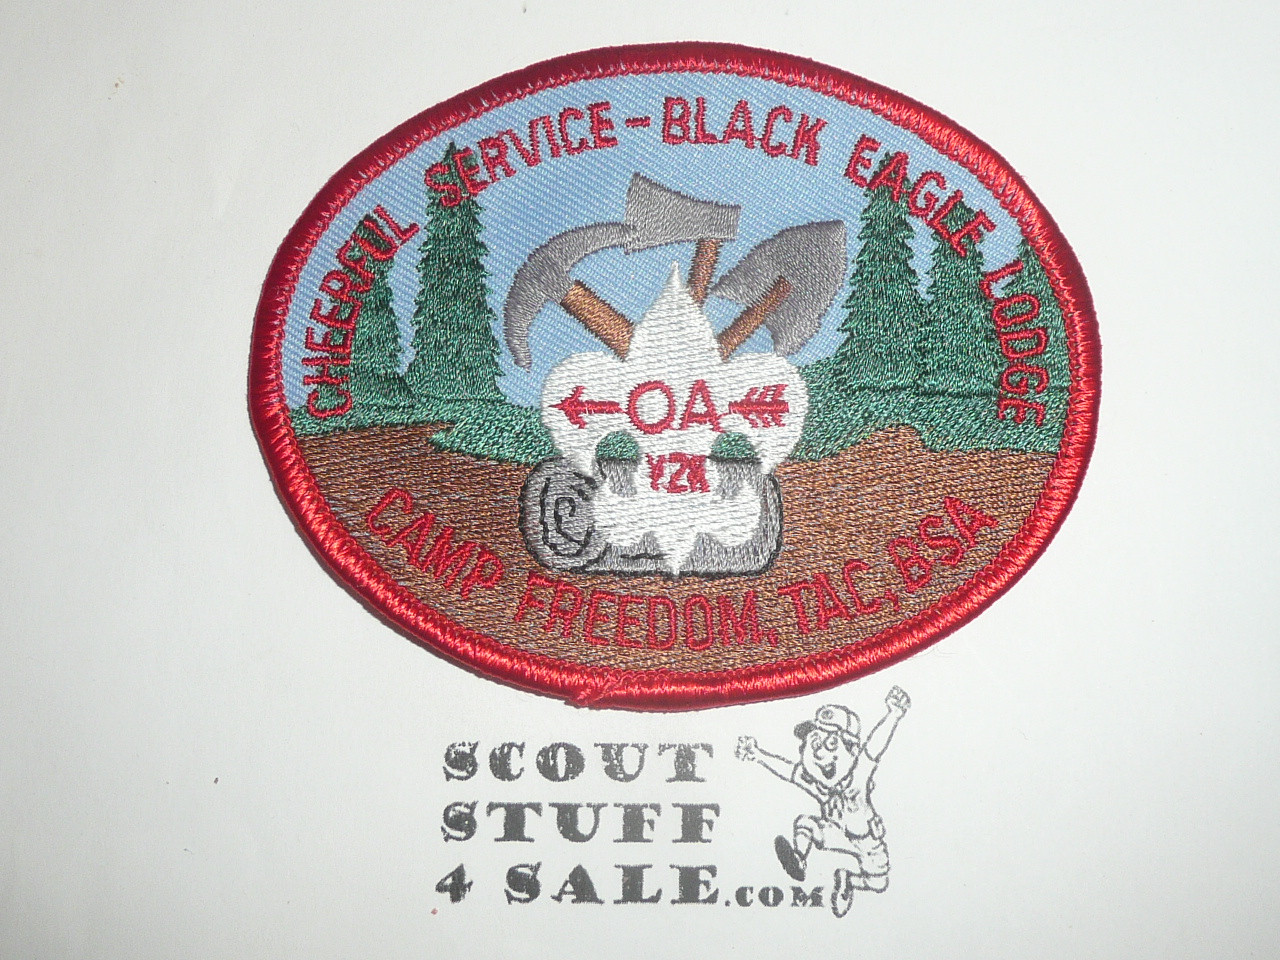 CHEERFUL SERVICE - BLACK EAGLE LODGE
OA
Y2K
CAMP FREEDOM, TAC, BSA
SCOUT
STUFF
4 SALE.COM